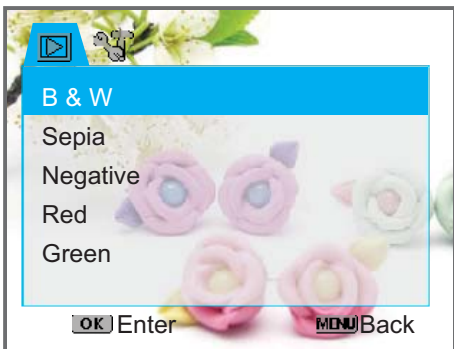 B & W
Sepia
Negative
Red
Green
OK Enter MENU Back